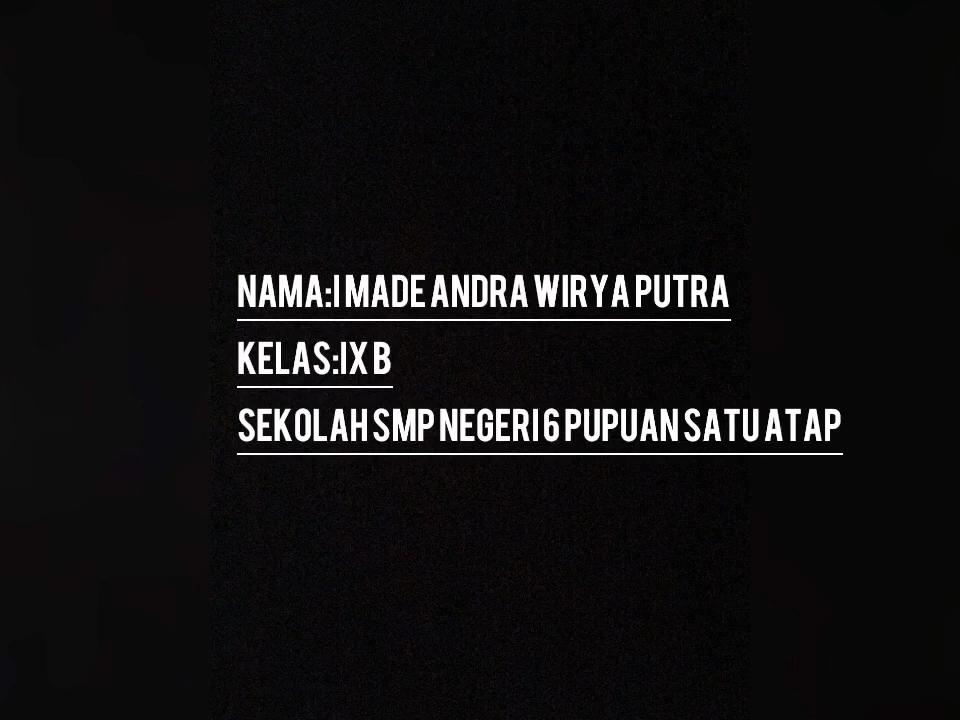 NAMA:I MADE ANDRA WIRYA PUTRA
KELAS:IX B
SEKOLAH SMP NEGERI 6 PUPUAN SATU ATAP